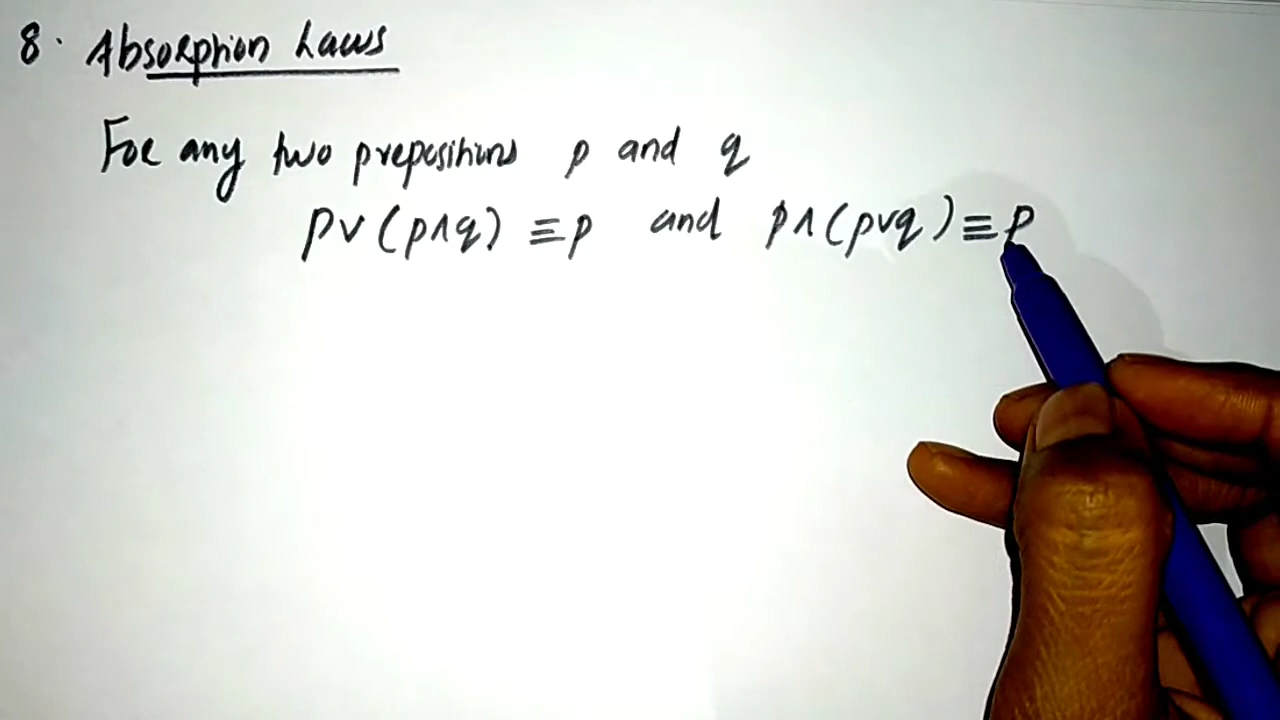 8. Absorption Laws
For any two prepositions p and q
p∨(p∧q) ≡p and p∧(p∨q)≡p